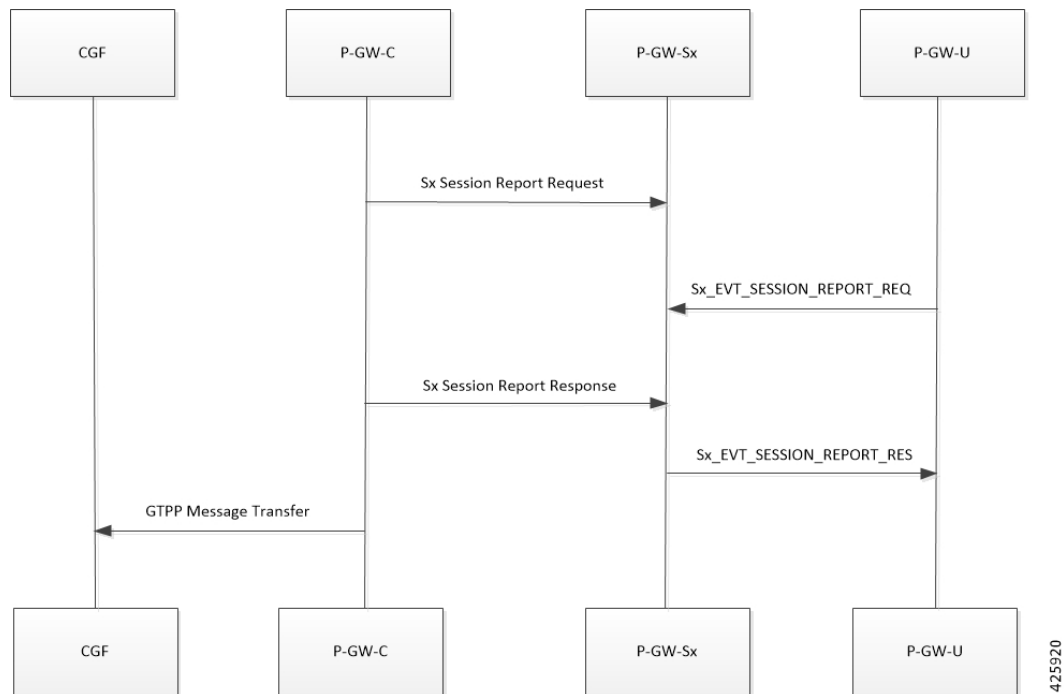 CGF
P-GW-C
P-GW-Sx
P-GW-U
Sx Session Report Request
Sx_EVT_SESSION_REPORT_REQ
Sx Session Report Response
Sx_EVT_SESSION_REPORT_RES
GTPP Message Transfer
CGF
P-GW-C
P-GW-Sx
P-GW-U
425920